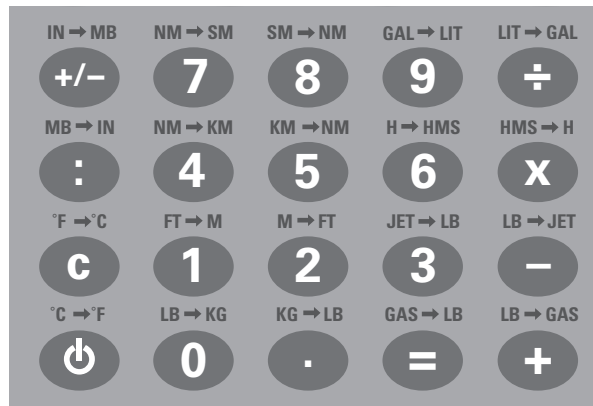 IN → MB NM → SM SM → NM GAL → LIT LIT → GAL
+/− 7 8 9 ÷
MB → IN NM → KM KM → NM H → HMS HMS → H
: 4 5 6 X
°F → °C FT → M M → FT JET → LB LB → JET
C 1 2 3 −
°C → °F LB → KG KG → LB GAS → LB LB → GAS
0 . = +